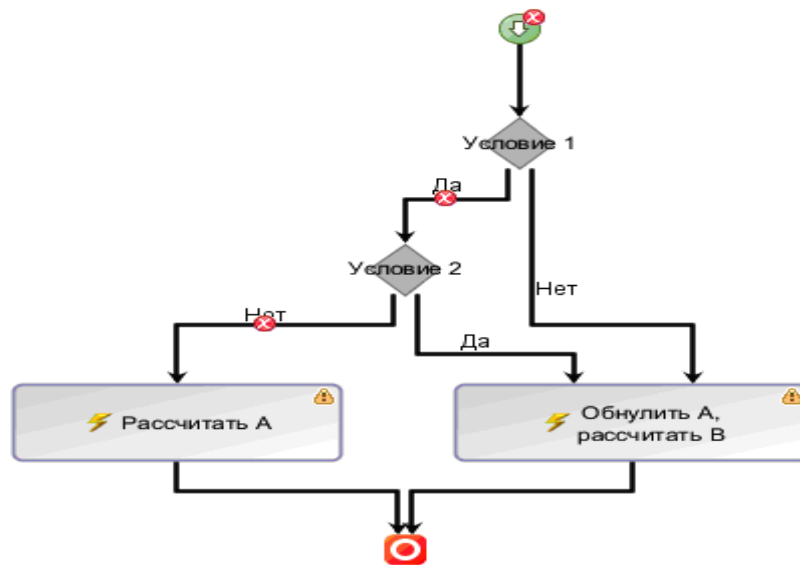 Условие 1
Да
Условие 2
Нет
Нет
Да
Рассчитать А
Обнулить А,
рассчитать В